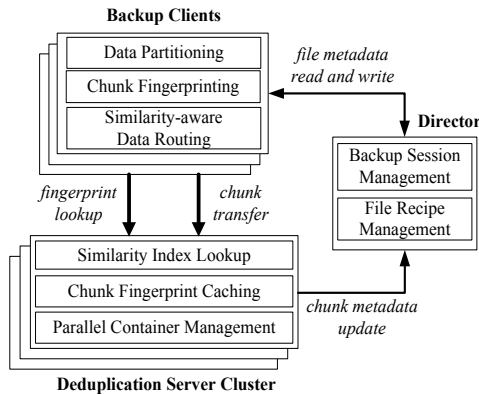 Backup Clients
Data Partitioning
Chunk Fingerprinting
Similarity-aware
Data Routing
file metadata
read and write
Director
Backup Session
Management
File Recipe
Management
fingerprint
lookup
chunk
transfer
Similarity Index Lookup
Chunk Fingerprint Caching
Parallel Container Management
chunk metadata
update
Deduplication Server Cluster